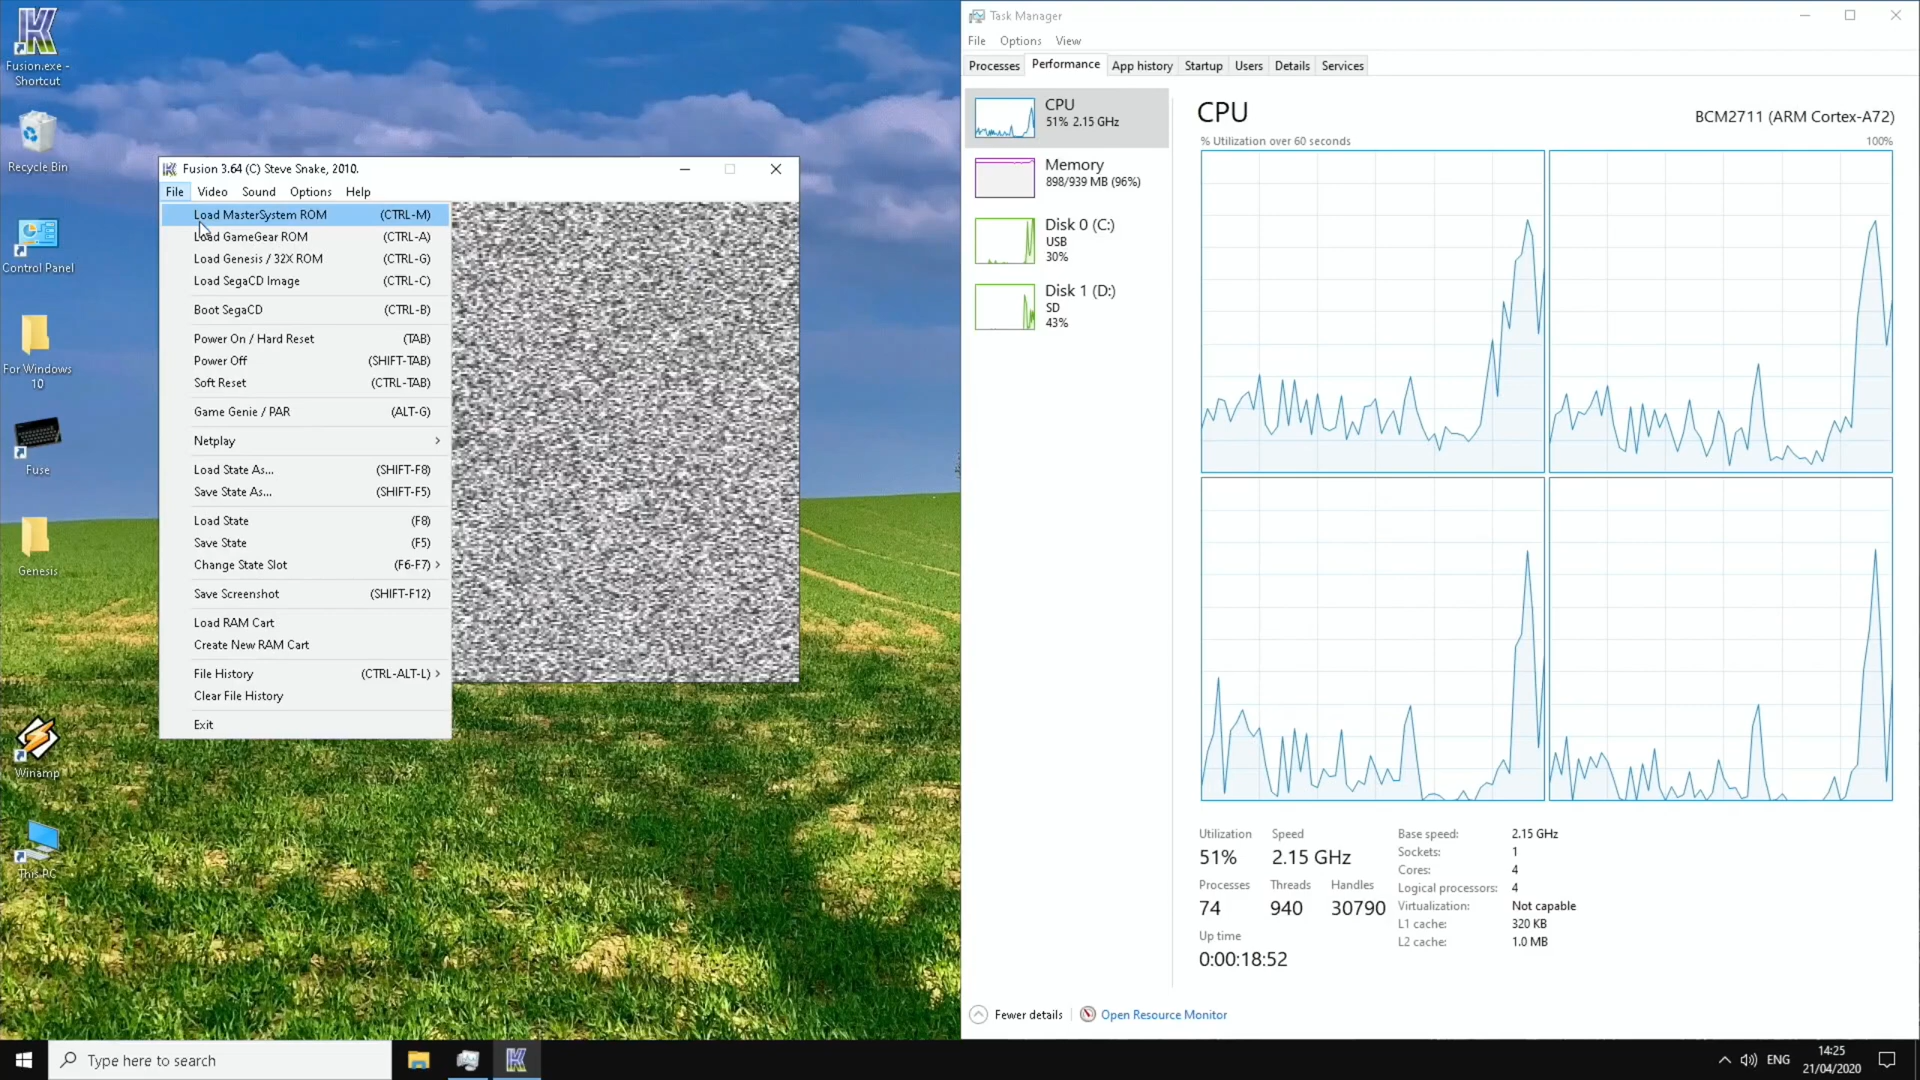 Fusion.exe -
Shortcut
Recycle Bin
Control Panel
For Windows
10
Fuse
Genesis
Winamp
This PC
Fusion 3.64 (C) Steve Snake, 2010.
File Video Sound Options Help
Load MasterSystem ROM (CTRL-M)
Load GameGear ROM (CTRL-A)
Load Genesis / 32X ROM (CTRL-G)
Load SegaCD Image (CTRL-C)
Boot SegaCD (CTRL-B)
Power On / Hard Reset (TAB)
Power Off (SHIFT-TAB)
Soft Reset (CTRL-TAB)
Game Genie / PAR (ALT-G)
Netplay
Load State As... (SHIFT-F8)
Save State As... (SHIFT-F5)
Load State (F8)
Save State (F5)
Change State Slot (F6-F7)
Save Screenshot (SHIFT-F12)
Load RAM Cart
Create New RAM Cart
File History (CTRL-ALT-L)
Clear File History
Exit
Task Manager
File Options View
Processes Performance App history Startup Users Details Services
CPU
51% 2.15 GHz
Memory
898/939 MB (96%)
Disk 0 (C:)
USB
30%
Disk 1 (D:)
SD
43%
CPU
BCM2711 (ARM Cortex-A72)
% Utilization over 60 seconds 100%
Utilization Speed
51% 2.15 GHz
Processes Threads Handles
74 940 30790
Up time
0:00:18:52
Base speed: 2.15 GHz
Sockets: 1
Cores: 4
Logical processors: 4
Virtualization: Not capable
L1 cache: 320 KB
L2 cache: 1.0 MB
Fewer details Open Resource Monitor
Type here to search
ENG
14:25
21/04/2020